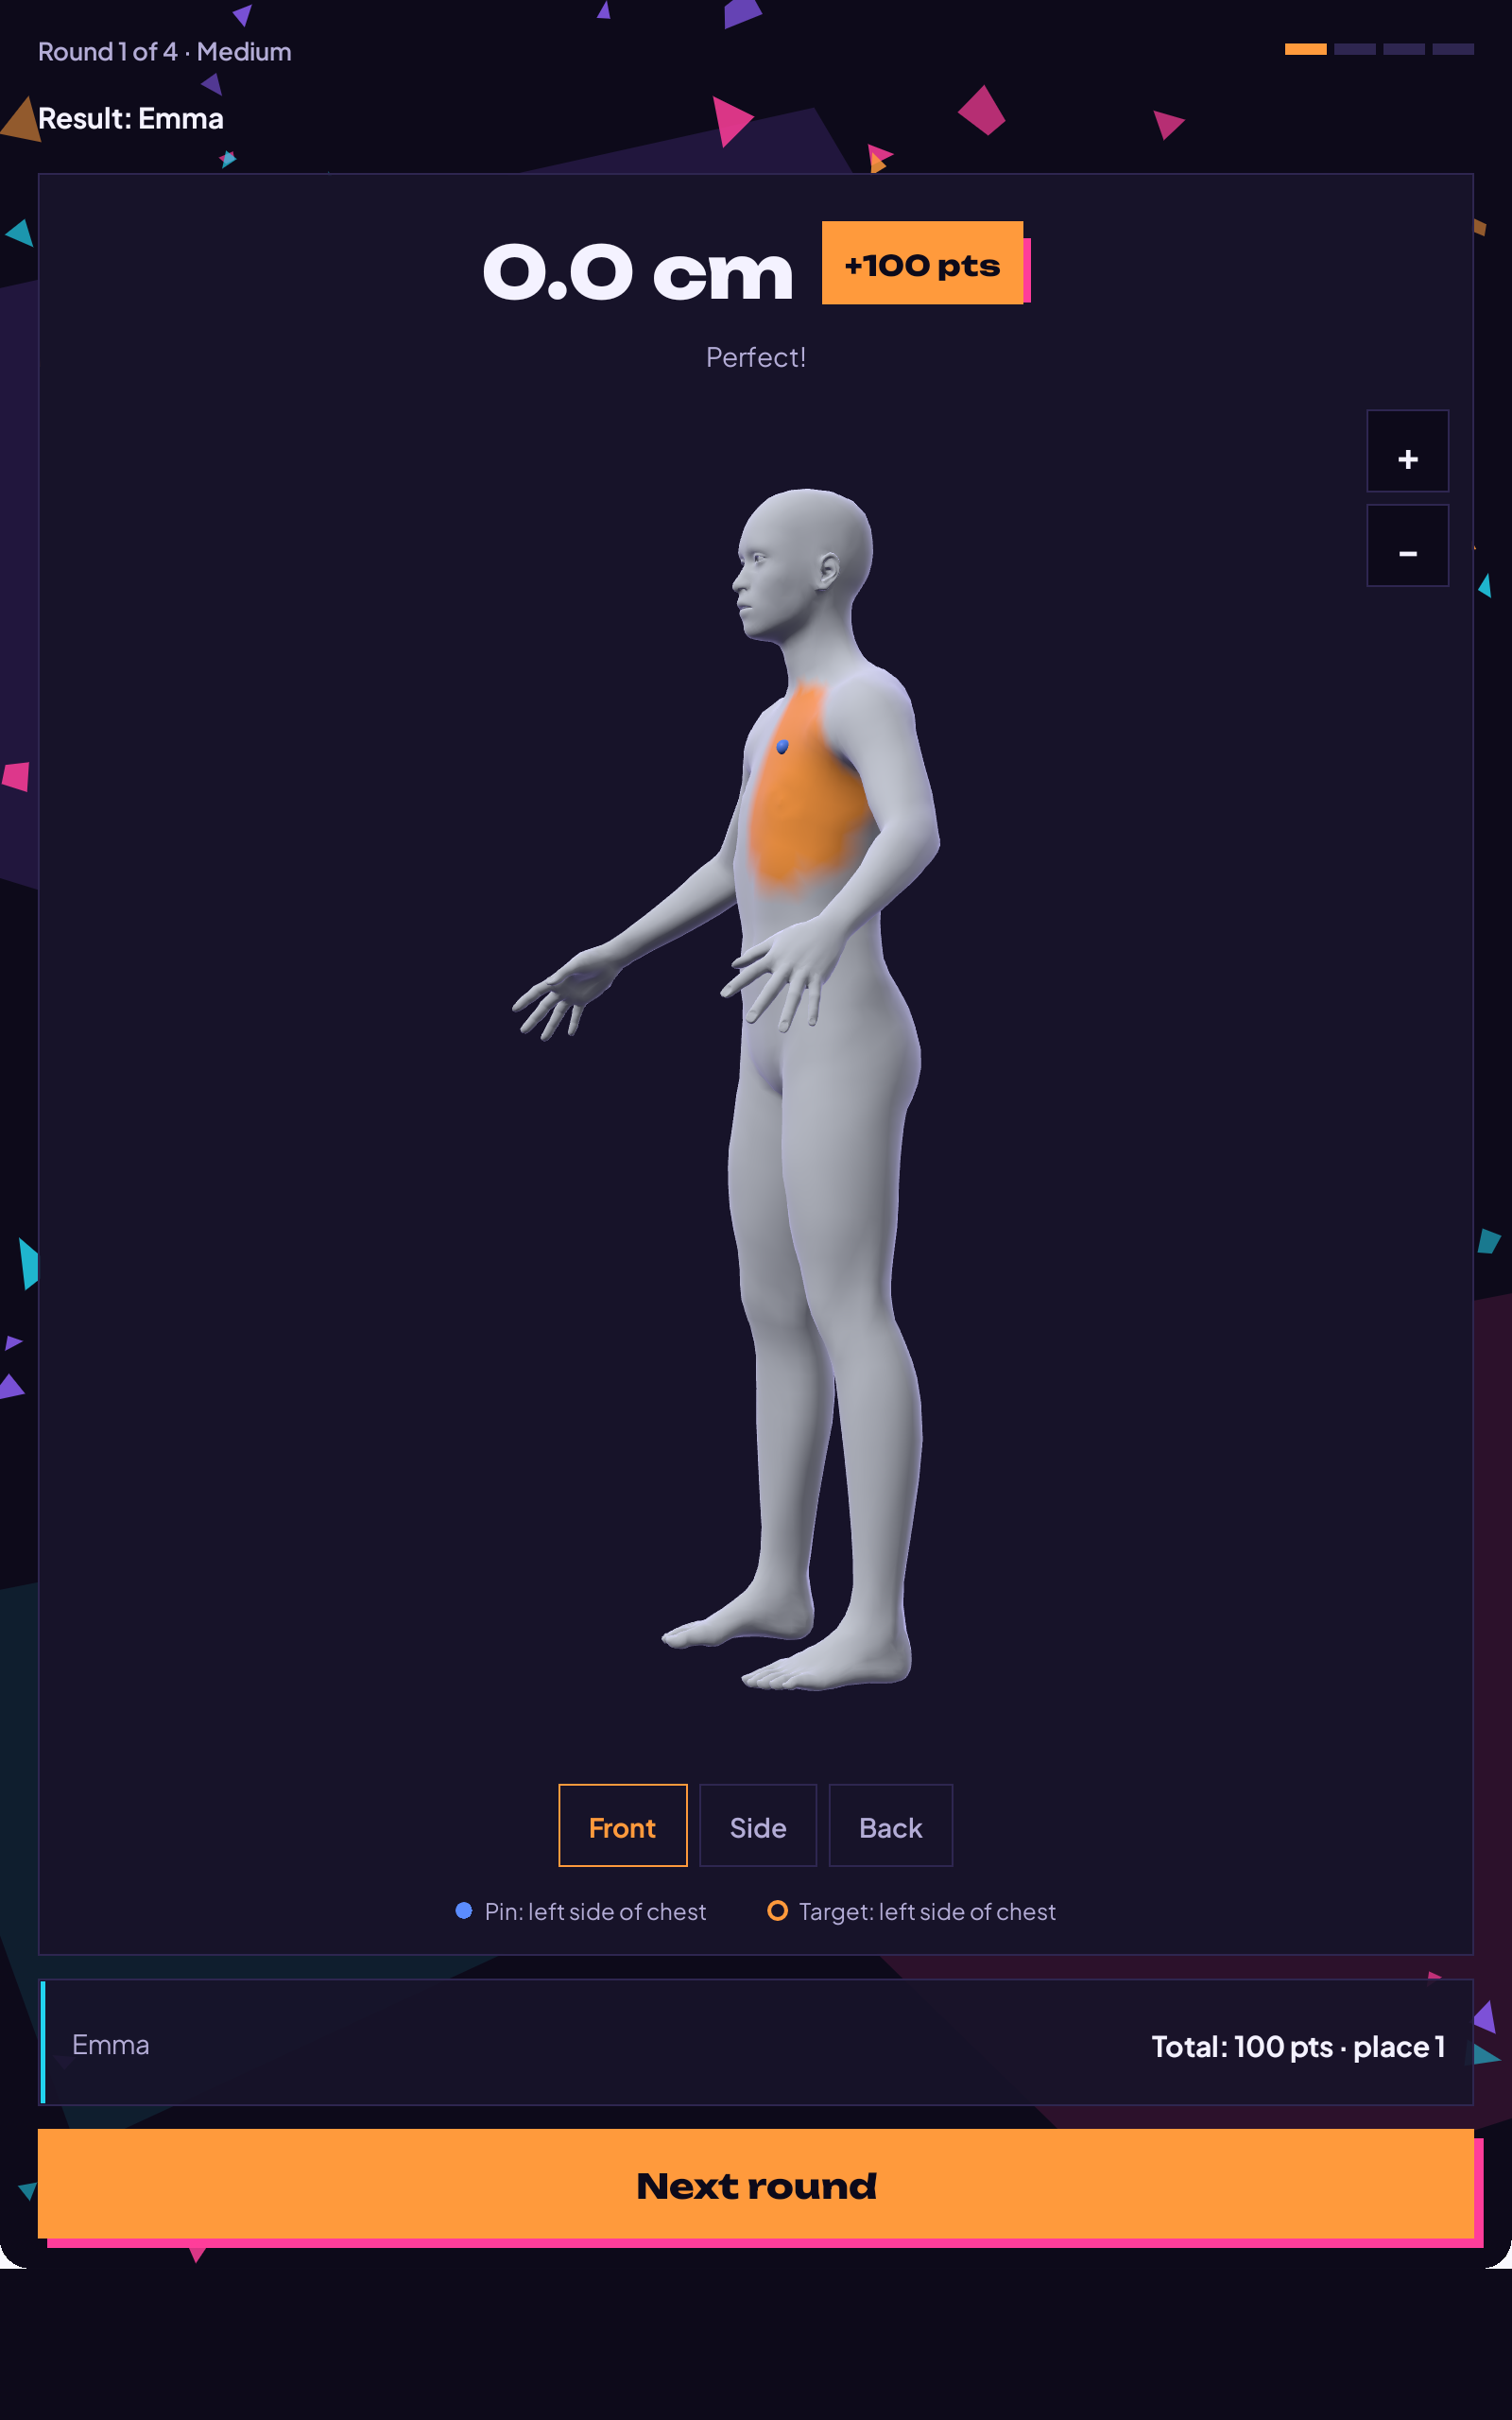 Round 1 of 4 · Medium
Result: Emma
0.0 cm
+100 pts
Perfect!
+
−
Front
Side
Back
Pin: left side of chest
Target: left side of chest
Emma
Total: 100 pts · place 1
Next round